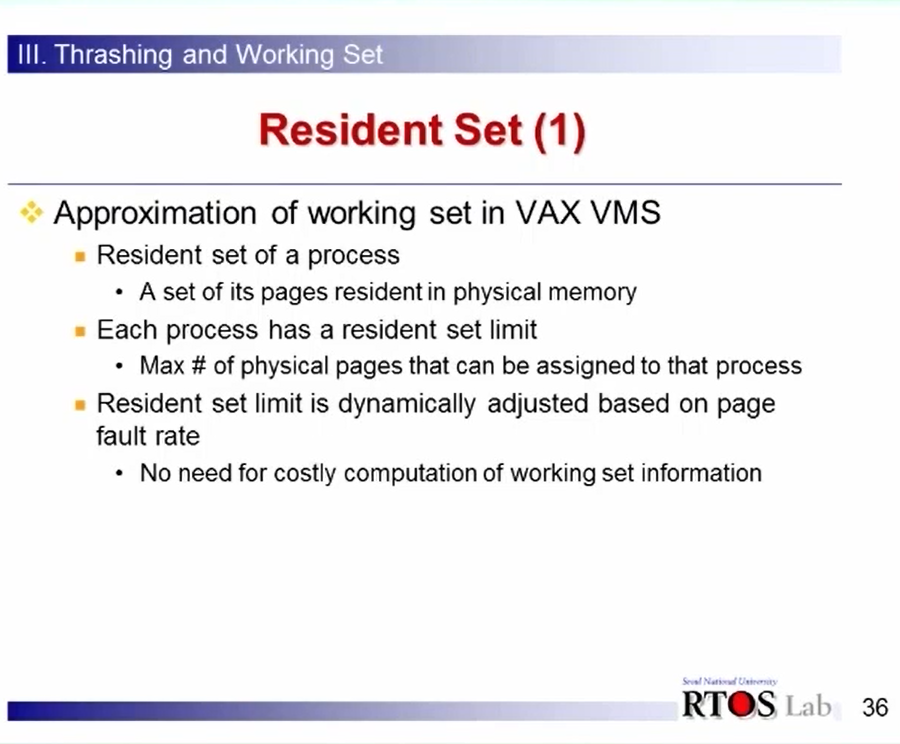 III. Thrashing and Working Set
Resident Set (1)
Approximation of working set in VAX VMS
Resident set of a process
• A set of its pages resident in physical memory
Each process has a resident set limit
• Max # of physical pages that can be assigned to that process
Resident set limit is dynamically adjusted based on page
fault rate
• No need for costly computation of working set information
Seoul National University
RTOS Lab
36